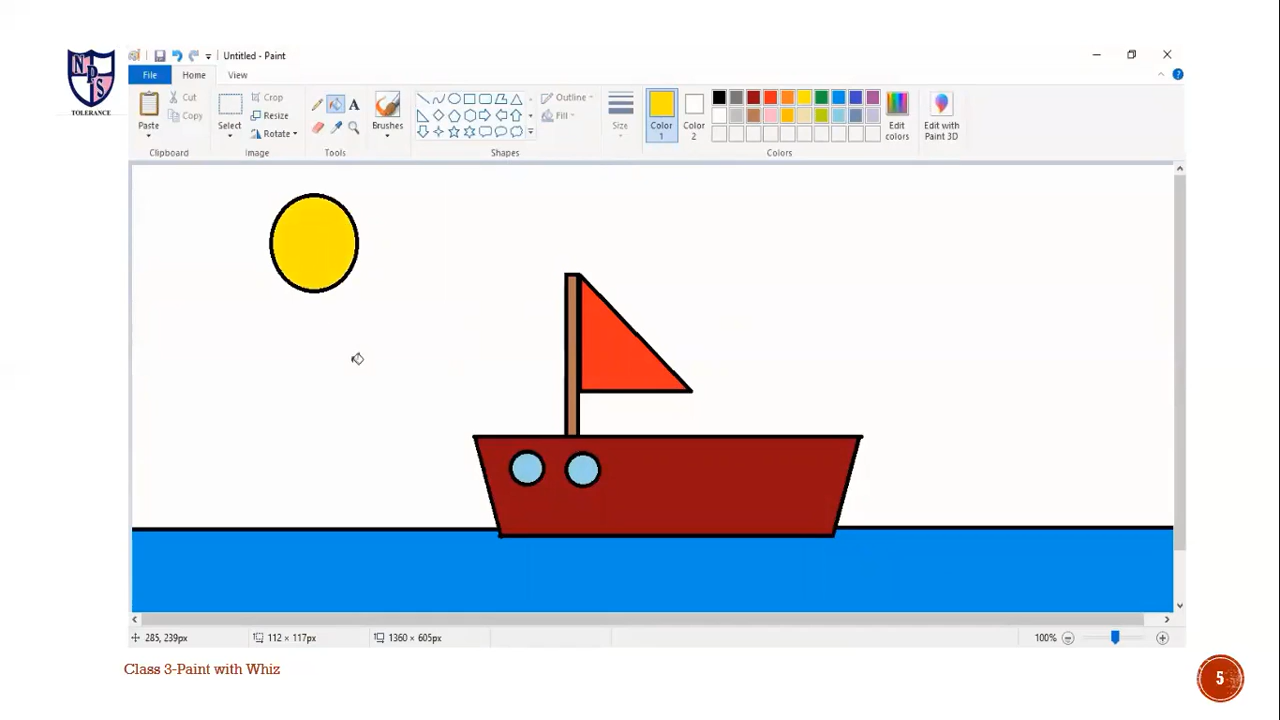 NPS
TOLERANCE
Untitled - Paint
File Home View
Paste
Cut
Copy
Clipboard
Select
Crop
Resize
Rotate
Image
A
Tools
Brushes
Outline
Fill
Shapes
Size
Color 1
Color 2
Edit colors
Edit with Paint 3D
Colors
285, 239px 112 × 117px 1360 × 605px 100%
Class 3-Paint with Whiz
5